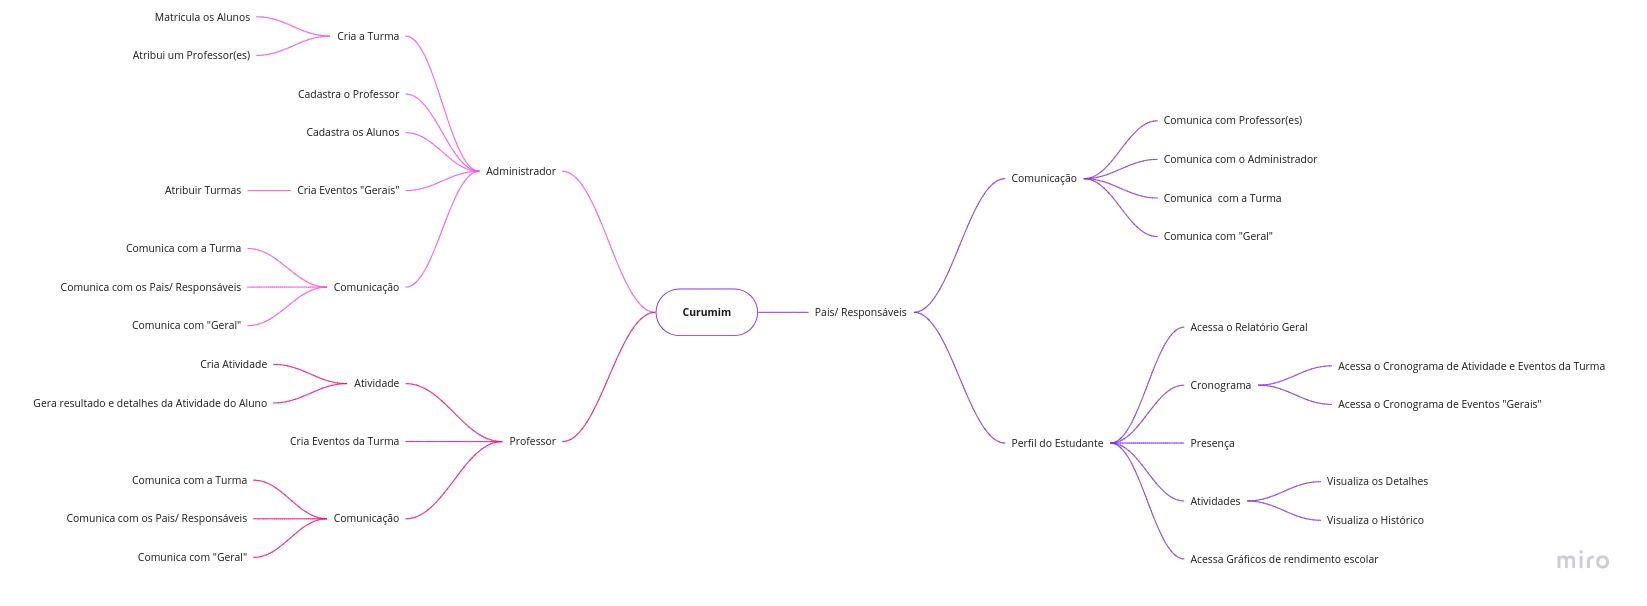 Matricula os Alunos
Cria a Turma
Atribui um Professor(es)
Cadastra o Professor
Cadastra os Alunos
Administrador
Atribuir Turmas
Cria Eventos "Gerais"
Comunica com a Turma
Comunica com os Pais/ Responsáveis
Comunicação
Comunica com "Geral"
Cria Atividade
Atividade
Gera resultado e detalhes da Atividade do Aluno
Cria Eventos da Turma
Professor
Comunica com a Turma
Comunica com os Pais/ Responsáveis
Comunicação
Comunica com "Geral"
Curumim
Pais/ Responsáveis
Comunicação
Comunica com Professor(es)
Comunica com o Administrador
Comunica  com a Turma
Comunica com "Geral"
Perfil do Estudante
Acessa o Relatório Geral
Cronograma
Acessa o Cronograma de Atividade e Eventos da Turma
Acessa o Cronograma de Eventos "Gerais"
Presença
Atividades
Visualiza os Detalhes
Visualiza o Histórico
Acessa Gráficos de rendimento escolar
miro